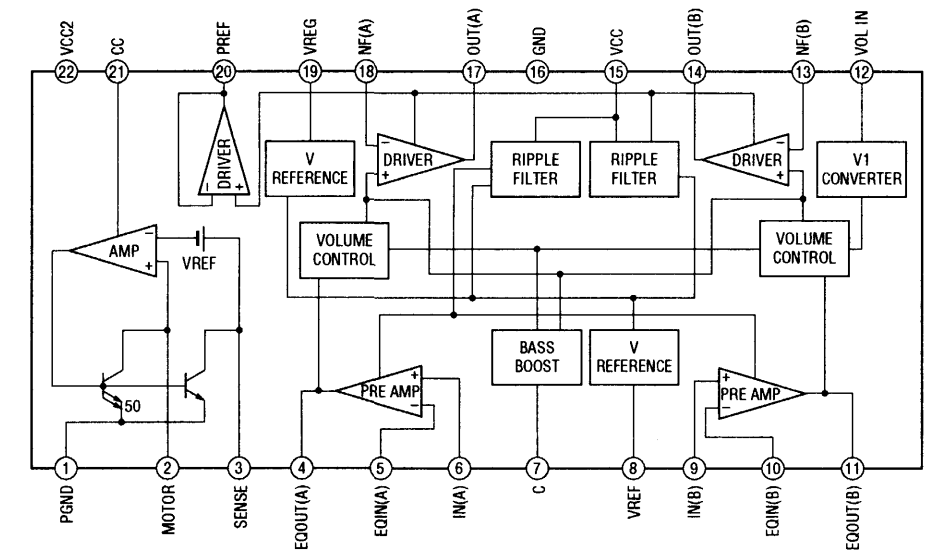 VCC2
CC
PREF
VREG
NF(A)
OUT(A)
GND
VCC
OUT(B)
NF(B)
VOL IN
22
21
20
19
18
17
16
15
14
13
12
DRIVER
- +
V
REFERENCE
-
DRIVER
+
RIPPLE
FILTER
RIPPLE
FILTER
-
DRIVER
+
V1
CONVERTER
AMP
-
+
VREF
VOLUME
CONTROL
VOLUME
CONTROL
50
PRE AMP
+
-
BASS
BOOST
V
REFERENCE
+
PRE AMP
-
1
2
3
4
5
6
7
8
9
10
11
PGND
MOTOR
SENSE
EQOUT(A)
EQIN(A)
IN(A)
C
VREF
IN(B)
EQIN(B)
EQOUT(B)